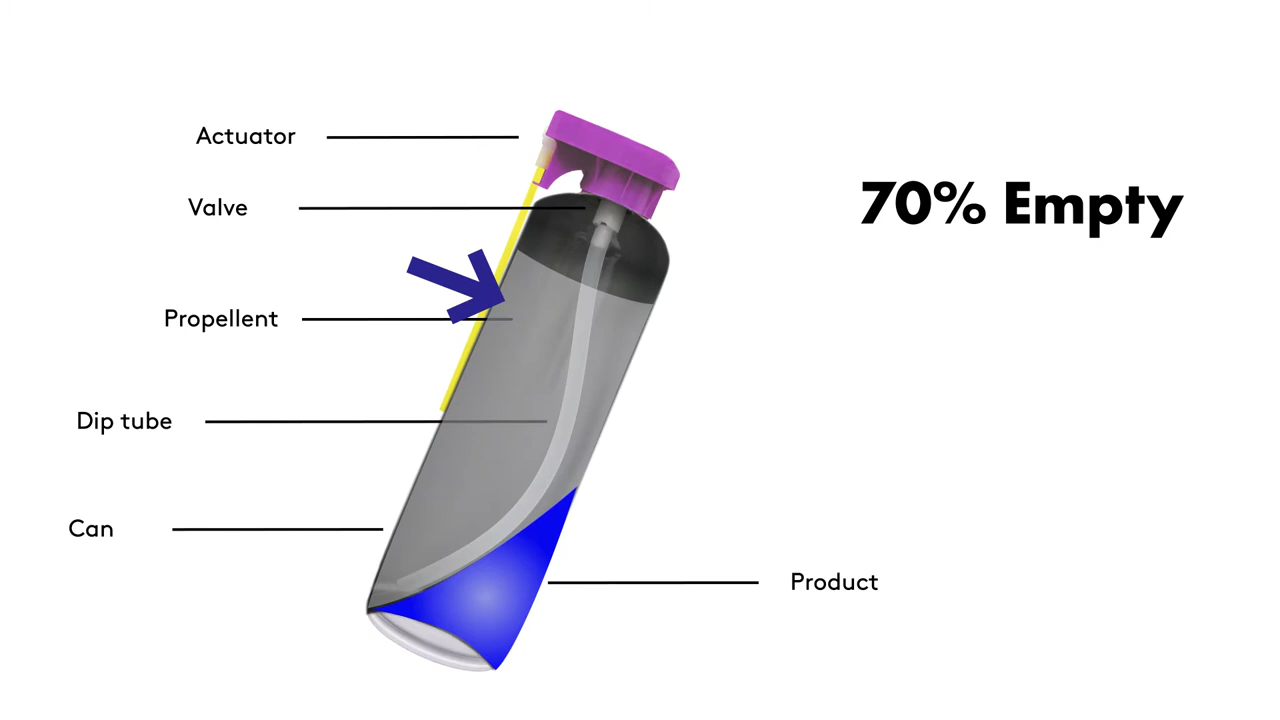 Actuator
Valve
70% Empty
Propellent
Dip tube
Can
Product